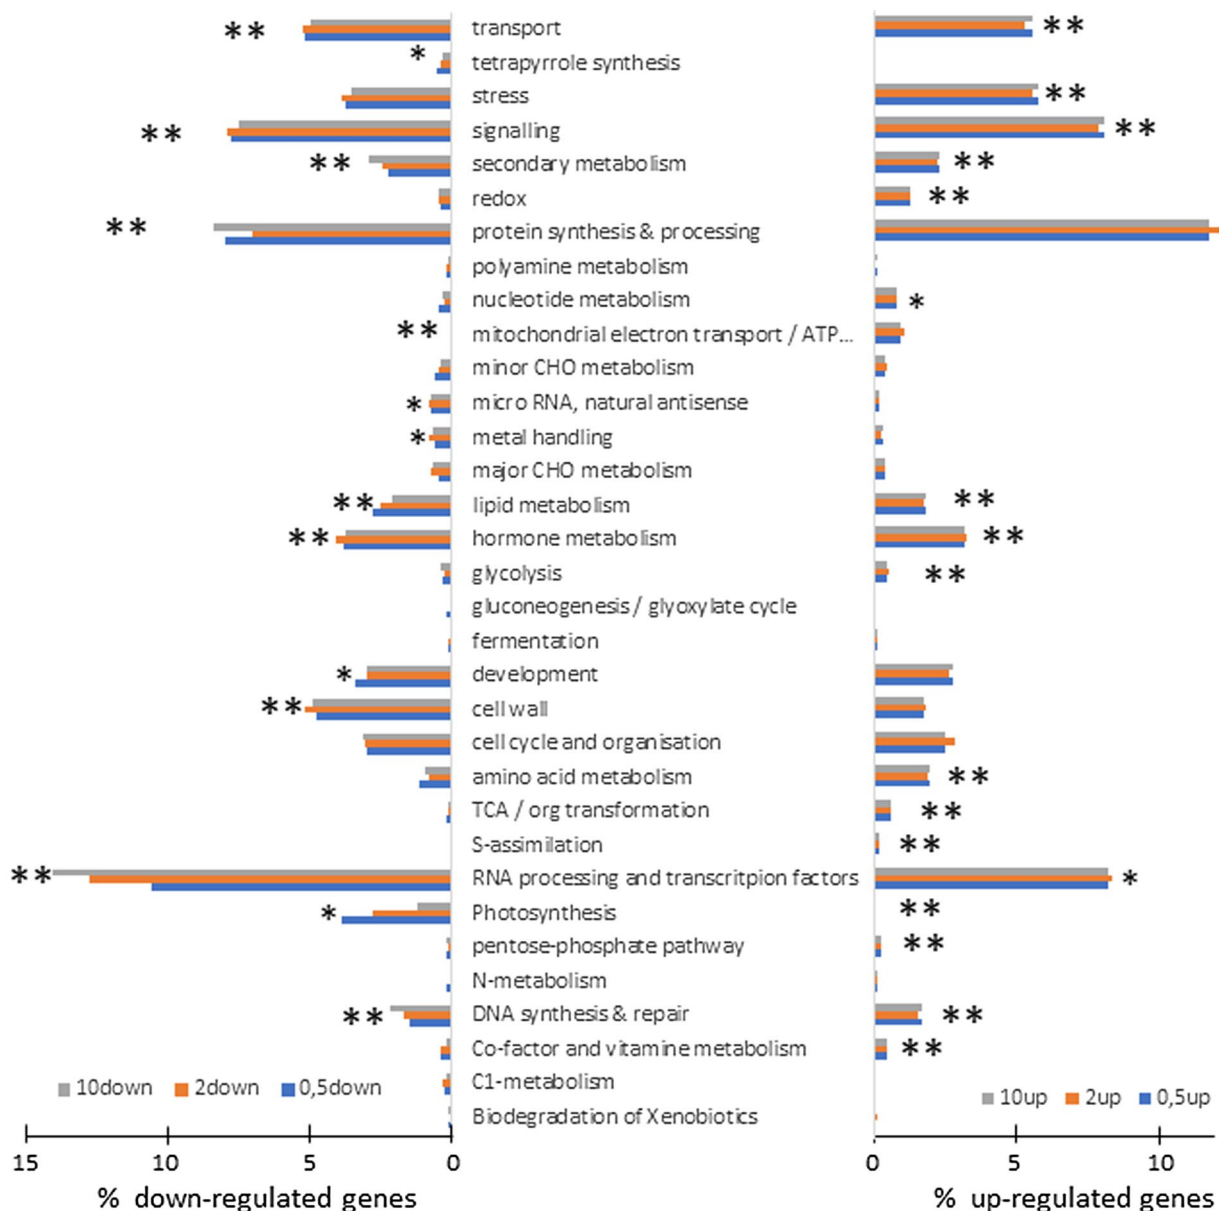 ** transport **
* tetrapyrrole synthesis
stress **
** signalling **
** secondary metabolism **
redox **
** protein synthesis & processing
polyamine metabolism
nucleotide metabolism *
** mitochondrial electron transport / ATP...
minor CHO metabolism
* micro RNA, natural antisense
* metal handling
major CHO metabolism
** lipid metabolism **
** hormone metabolism **
glycolysis **
gluconeogenesis / glyoxylate cycle
fermentation
* development
** cell wall
cell cycle and organisation
amino acid metabolism **
TCA / org transformation **
S-assimilation **
** RNA processing and transcritpion factors *
* Photosynthesis **
pentose-phosphate pathway **
N-metabolism
** DNA synthesis & repair **
Co-factor and vitamine metabolism **
C1-metabolism
Biodegradation of Xenobiotics
10down 2down 0,5down
10up 2up 0,5up
15 10 5 0
0 5 10
% down-regulated genes
% up-regulated genes